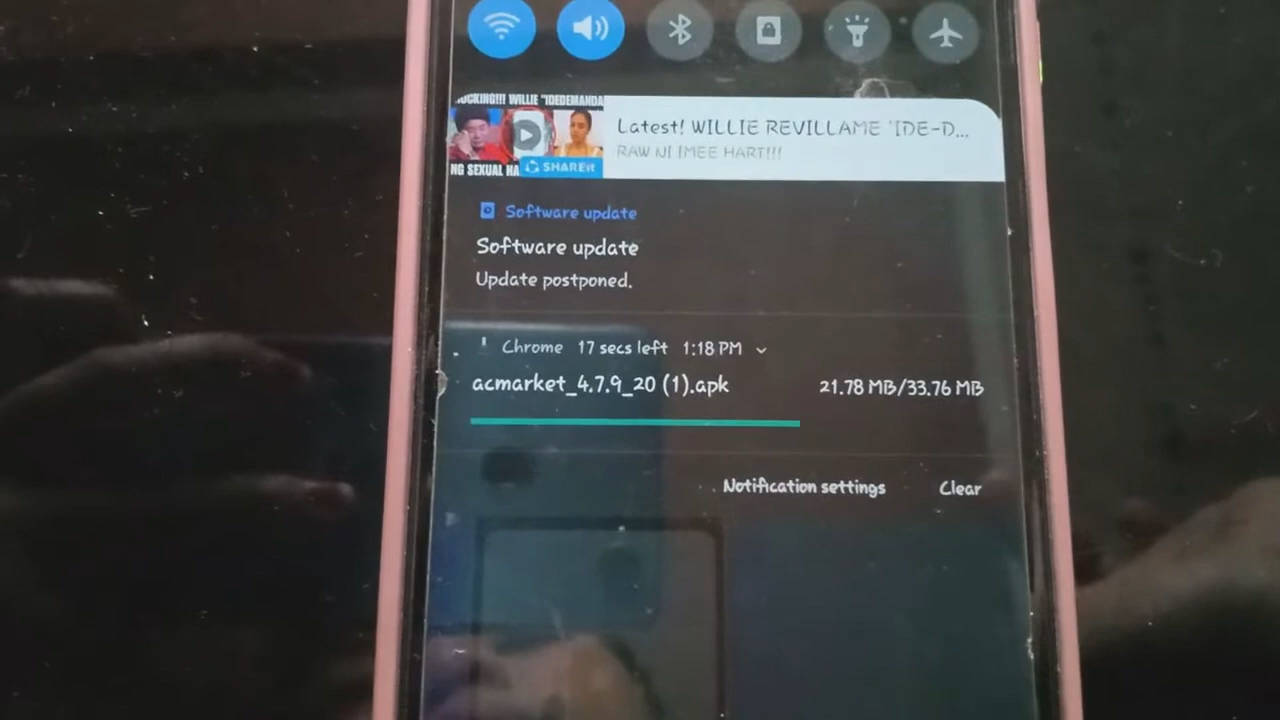 OCKING!!! WILLIE "IDEDEMANDA
NG SEXUAL HA
SHAREit
Latest! WILLIE REVILLAME 'IDE-D...
RAW NI IMEE HART!!!
Software update
Software update
Update postponed.
Chrome 17 secs left 1:18 PM
acmarket_4.7.9_20 (1).apk 21.78 MB/33.76 MB
Notification settings Clear